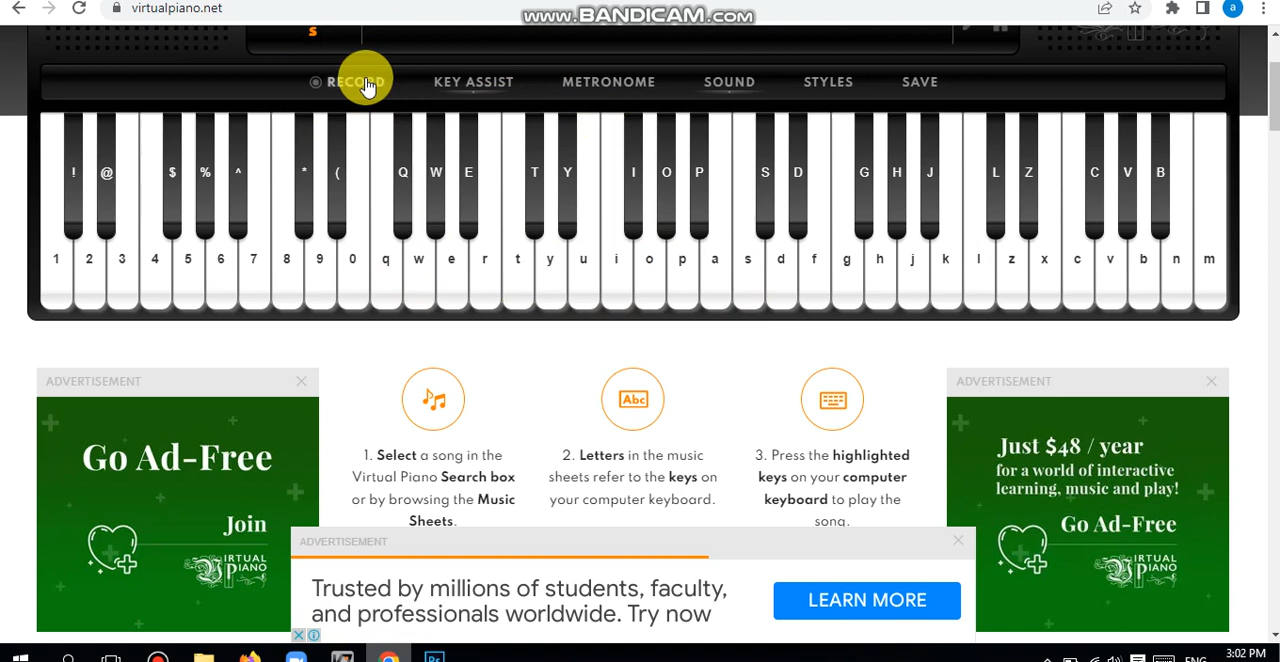 virtualpiano.net
www.BANDICAM.com
a
s
RECORD KEY ASSIST METRONOME SOUND STYLES SAVE
! @ $ % ^ * ( Q W E T Y I O P S D G H J L Z C V B
1 2 3 4 5 6 7 8 9 0 q w e r t y u i o p a s d f g h j k l z x c v b n m
ADVERTISEMENT
Go Ad-Free
Join
VIRTUAL
PIANO
1. Select a song in the
Virtual Piano Search box
or by browsing the Music
Sheets.
Abc
2. Letters in the music
sheets refer to the keys on
your computer keyboard.
3. Press the highlighted
keys on your computer
keyboard to play the
song.
ADVERTISEMENT
Just $48 / year
for a world of interactive
learning, music and play!
Go Ad-Free
VIRTUAL
PIANO
ADVERTISEMENT
Trusted by millions of students, faculty,
and professionals worldwide. Try now
LEARN MORE
Ps
ENG
3:02 PM